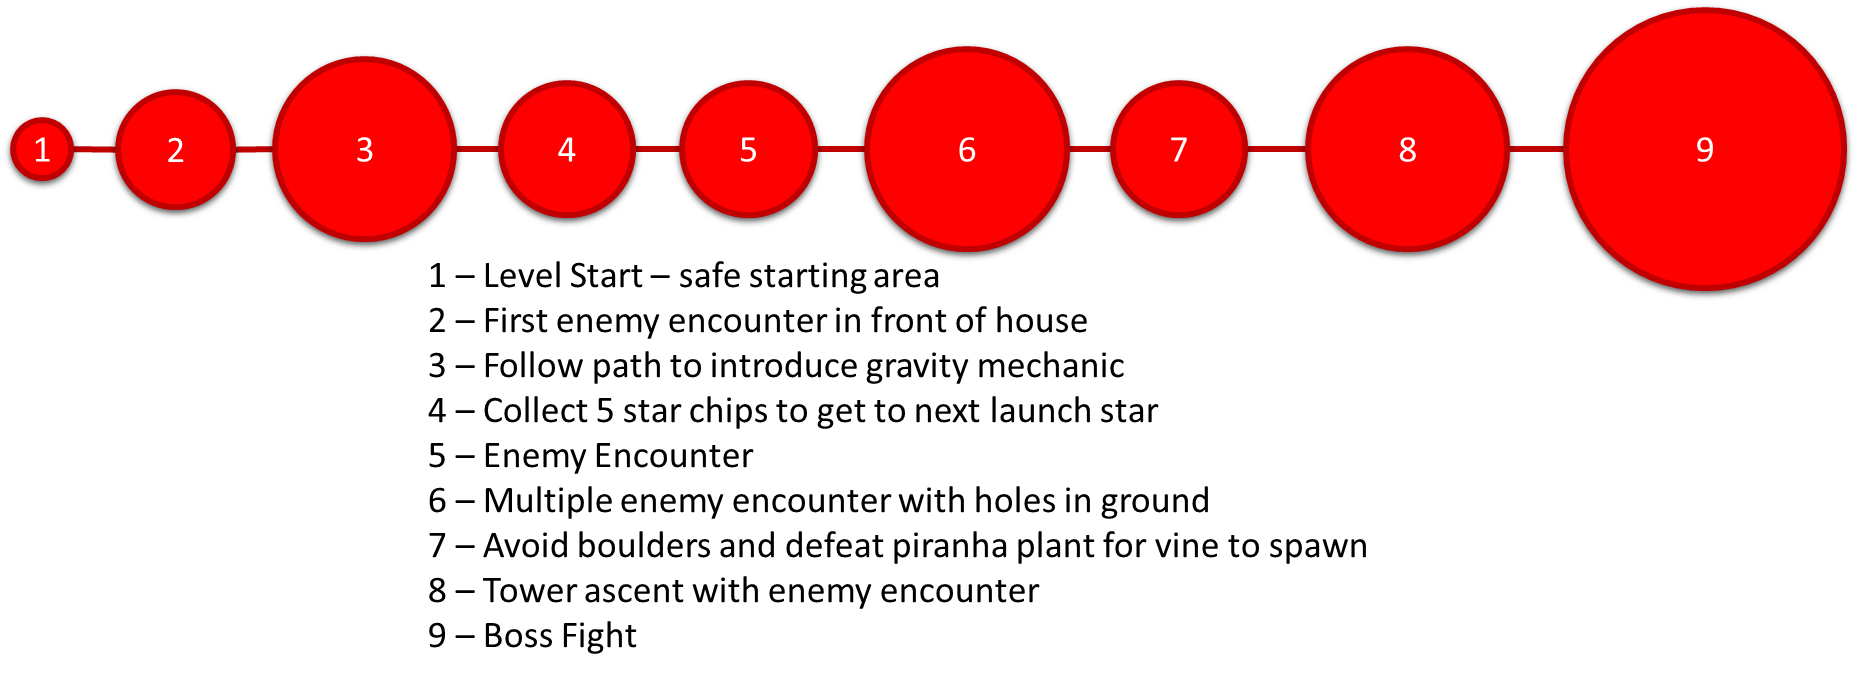 1
2
3
4
5
6
7
8
9
1 – Level Start – safe starting area
2 – First enemy encounter in front of house
3 – Follow path to introduce gravity mechanic
4 – Collect 5 star chips to get to next launch star
5 – Enemy Encounter
6 – Multiple enemy encounter with holes in ground
7 – Avoid boulders and defeat piranha plant for vine to spawn
8 – Tower ascent with enemy encounter
9 – Boss Fight